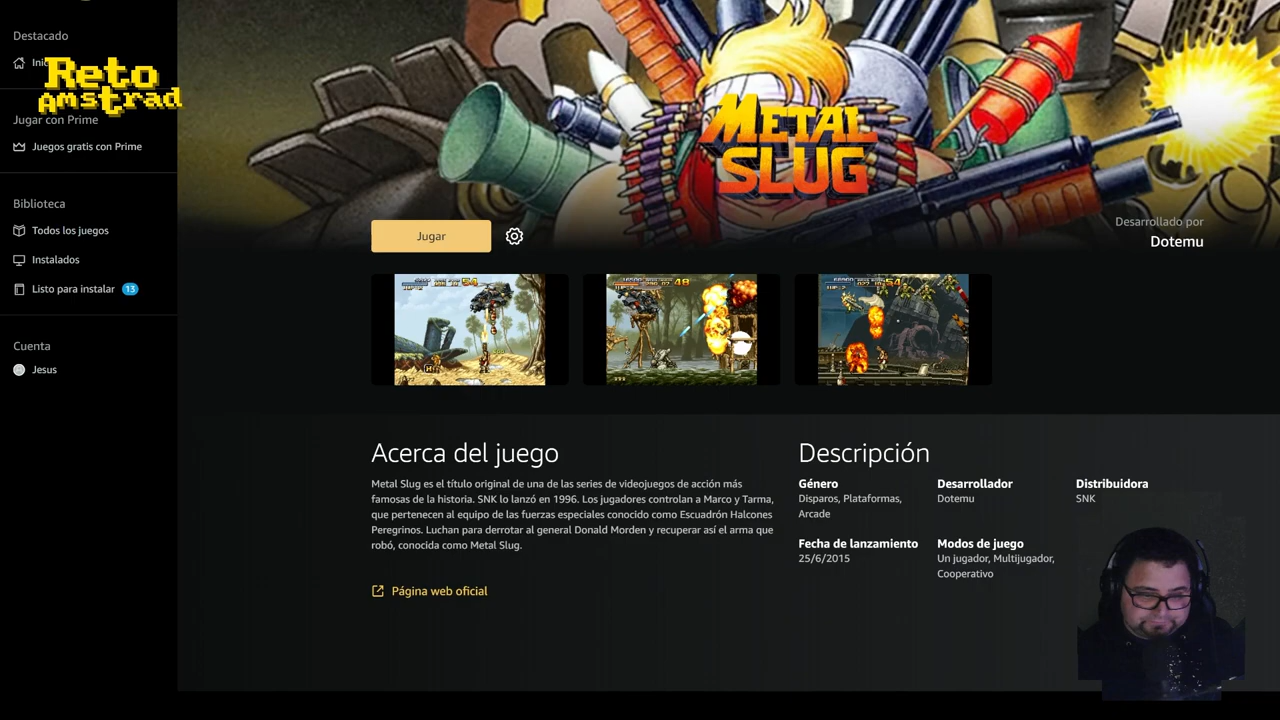 Destacado
Reto
Amstrad
Jugar con Prime
Juegos gratis con Prime
Biblioteca
Todos los juegos
Instalados
Listo para instalar 13
Cuenta
Jesus
METAL
SLUG
Jugar
Desarrollado por
Dotemu
Acerca del juego
Metal Slug es el título original de una de las series de videojuegos de acción más
famosas de la historia. SNK lo lanzó en 1996. Los jugadores controlan a Marco y Tarma,
que pertenecen al equipo de las fuerzas especiales conocido como Escuadrón Halcones
Peregrinos. Luchan para derrotar al general Donald Morden y recuperar así el arma que
robó, conocida como Metal Slug.
Página web oficial
Descripción
Género
Disparos, Plataformas,
Arcade
Desarrollador
Dotemu
Distribuidora
SNK
Fecha de lanzamiento
25/6/2015
Modos de juego
Un jugador, Multijugador,
Cooperativo